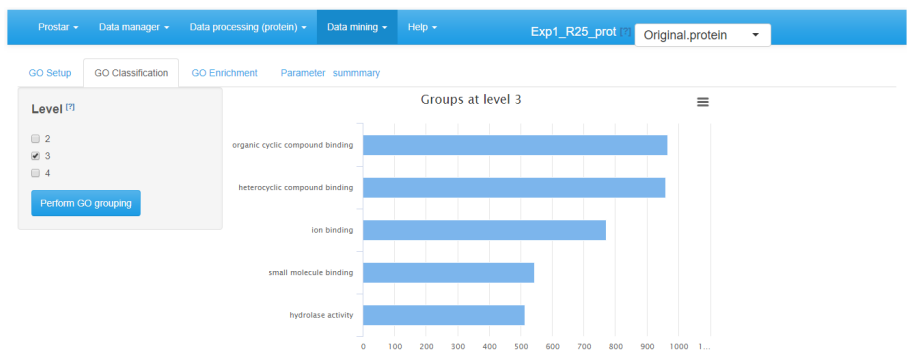 Prostar Data manager Data processing (protein) Data mining Help Exp1_R25_prot [?] Original.protein
GO Setup GO Classification GO Enrichment Parameter summmary
Level [?]
2
3
4
Perform GO grouping
Groups at level 3
organic cyclic compound binding
heterocyclic compound binding
ion binding
small molecule binding
hydrolase activity
0 100 200 300 400 500 600 700 800 900 1000 1...